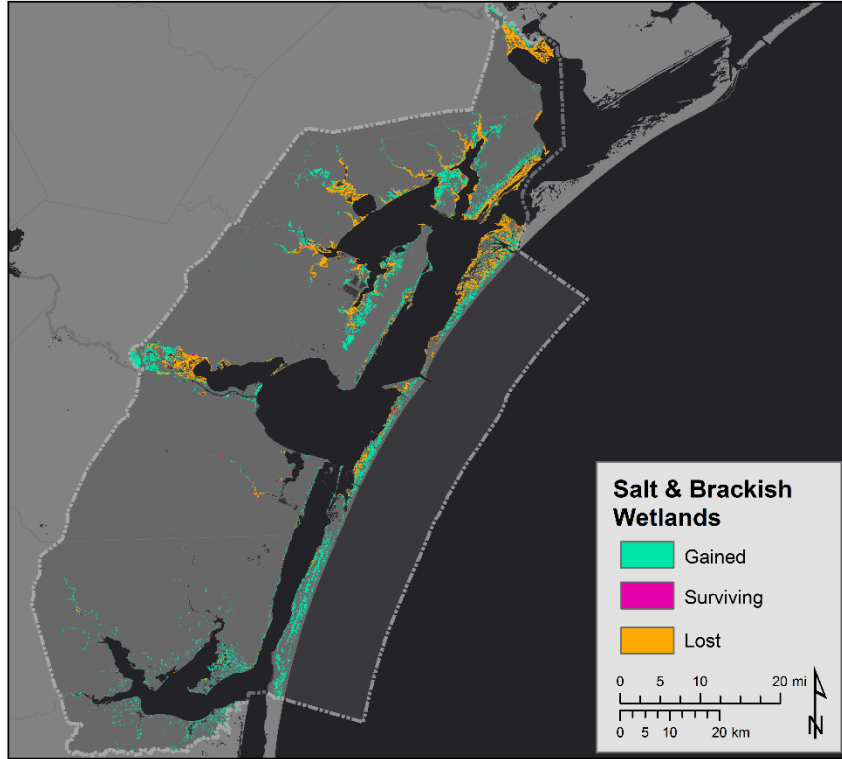 Salt & Brackish
Wetlands
Gained
Surviving
Lost
0 5 10 20 mi
0 5 10 20 km
N